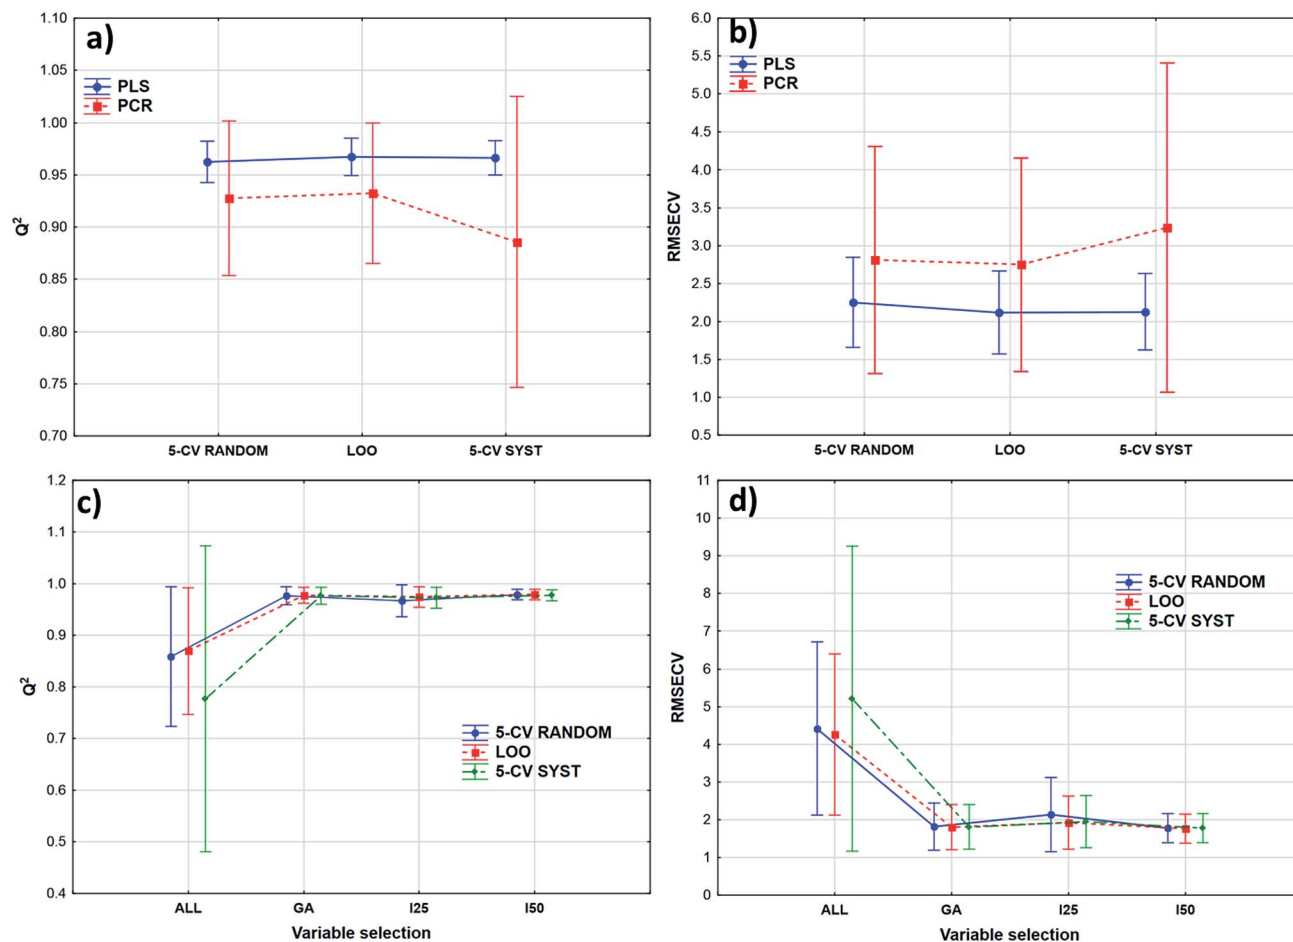 a)
PLS
PCR
1.10
1.05
1.00
0.95
0.90
0.85
0.80
0.75
0.70
Q2
5-CV RANDOM LOO 5-CV SYST
b)
PLS
PCR
6.0
5.5
5.0
4.5
4.0
3.5
3.0
2.5
2.0
1.5
1.0
0.5
RMSECV
5-CV RANDOM LOO 5-CV SYST
c)
1.2
1.1
1.0
0.9
0.8
0.7
0.6
0.5
0.4
Q2
5-CV RANDOM
LOO
5-CV SYST
ALL GA I25 I50
Variable selection
d)
11
10
9
8
7
6
5
4
3
2
1
0
RMSECV
5-CV RANDOM
LOO
5-CV SYST
ALL GA I25 I50
Variable selection